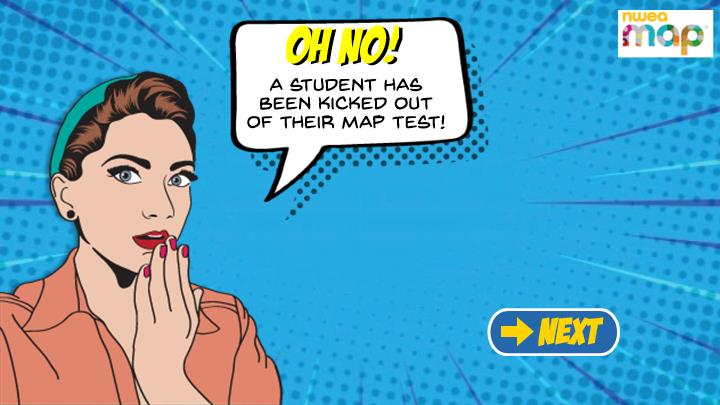 OH NO!
A STUDENT HAS
BEEN KICKED OUT
OF THEIR MAP TEST!
nwea
map
NEXT